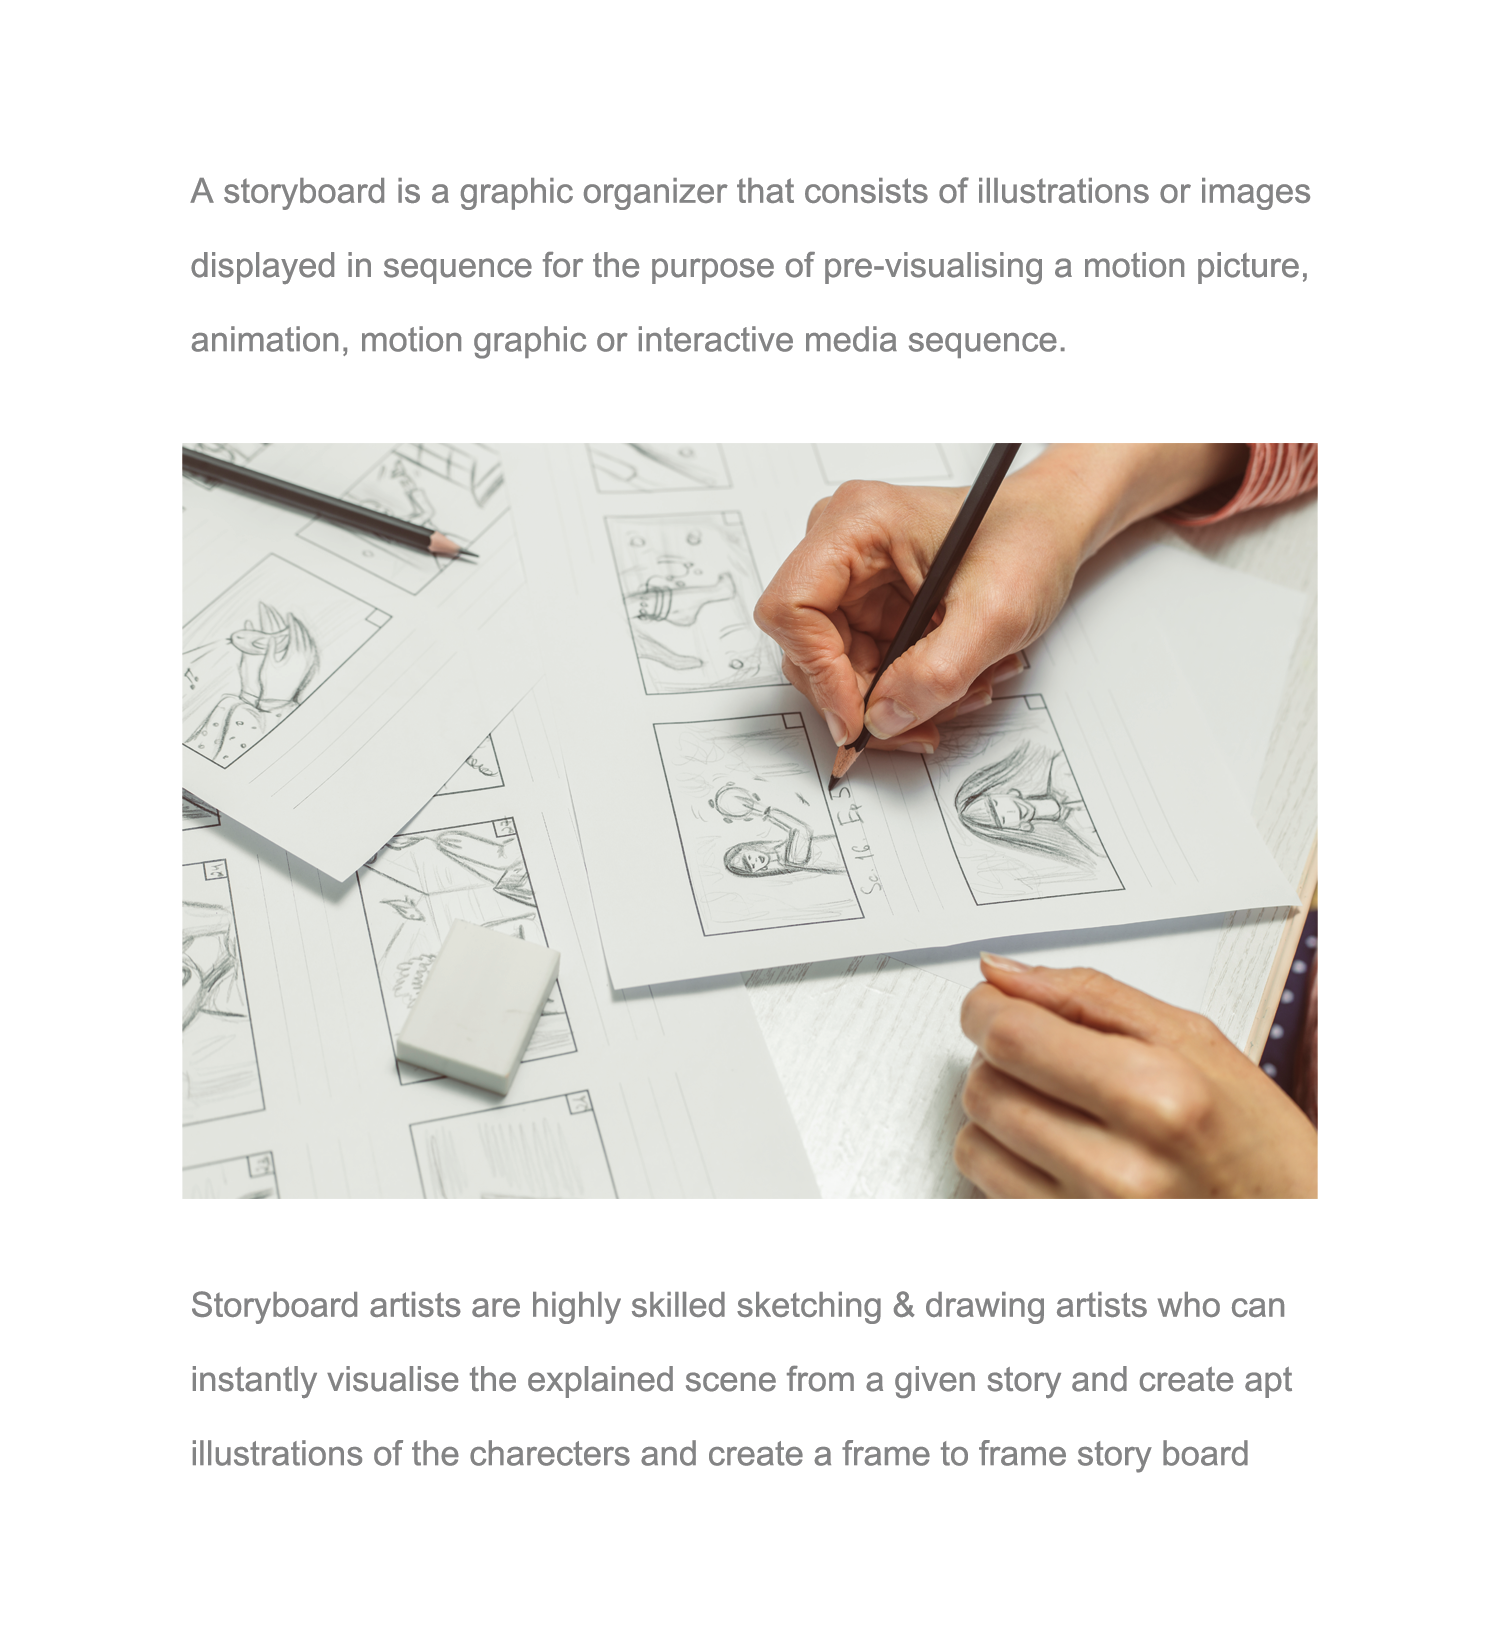 A storyboard is a graphic organizer that consists of illustrations or images
displayed in sequence for the purpose of pre-visualising a motion picture,
animation, motion graphic or interactive media sequence.
Sc. 16 Ep 5
Storyboard artists are highly skilled sketching & drawing artists who can
instantly visualise the explained scene from a given story and create apt
illustrations of the charecters and create a frame to frame story board